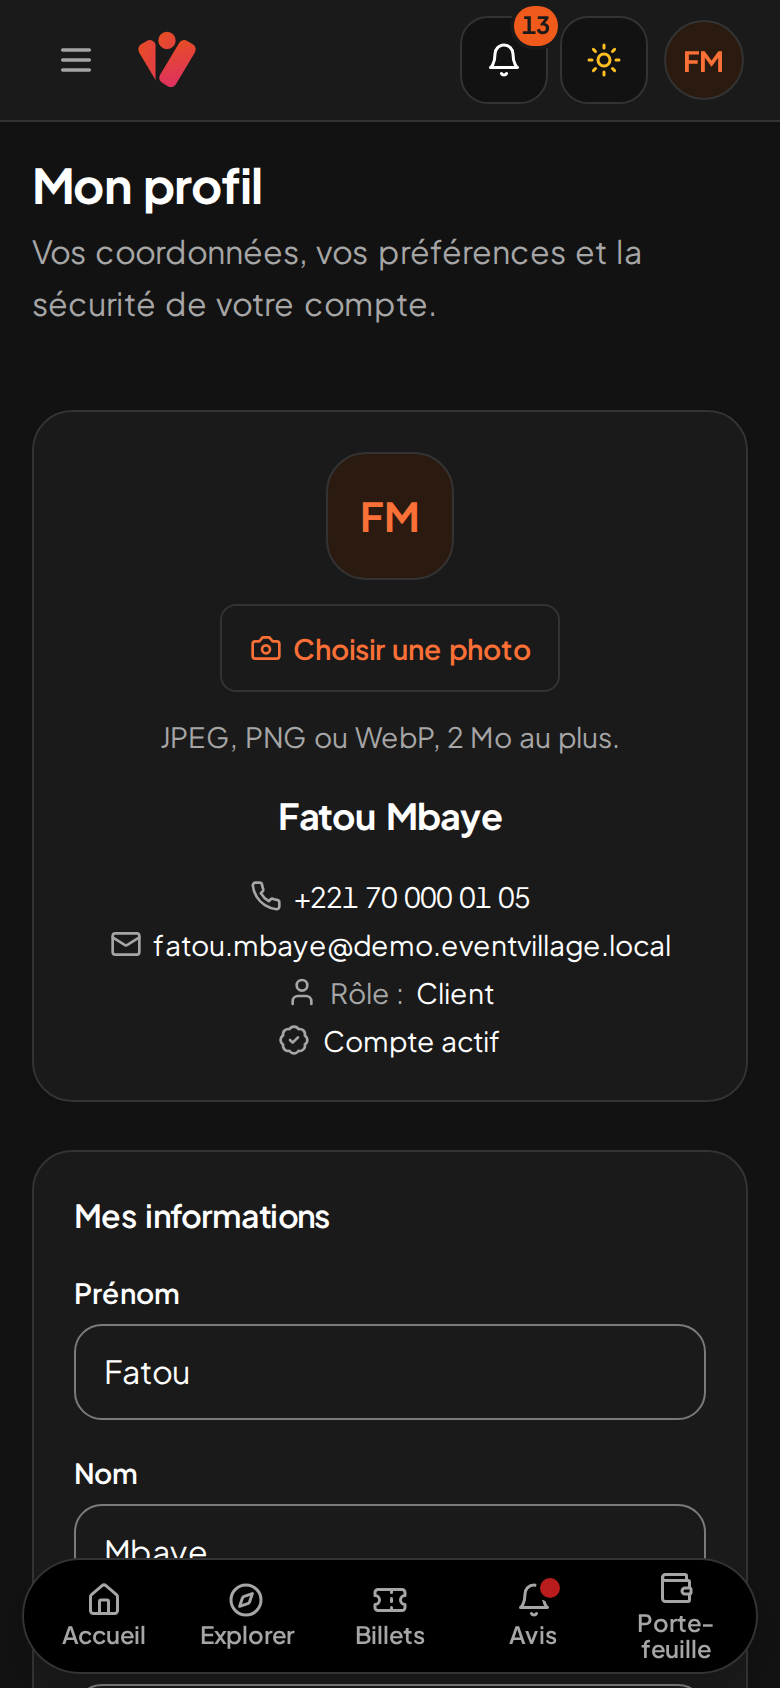 13
FM
Mon profil
Vos coordonnées, vos préférences et la
sécurité de votre compte.
FM
Choisir une photo
JPEG, PNG ou WebP, 2 Mo au plus.
Fatou Mbaye
+221 70 000 01 05
fatou.mbaye@demo.eventvillage.local
Rôle : Client
Compte actif
Mes informations
Prénom
Fatou
Nom
Mbaye
Accueil
Explorer
Billets
Avis
Porte-
feuille